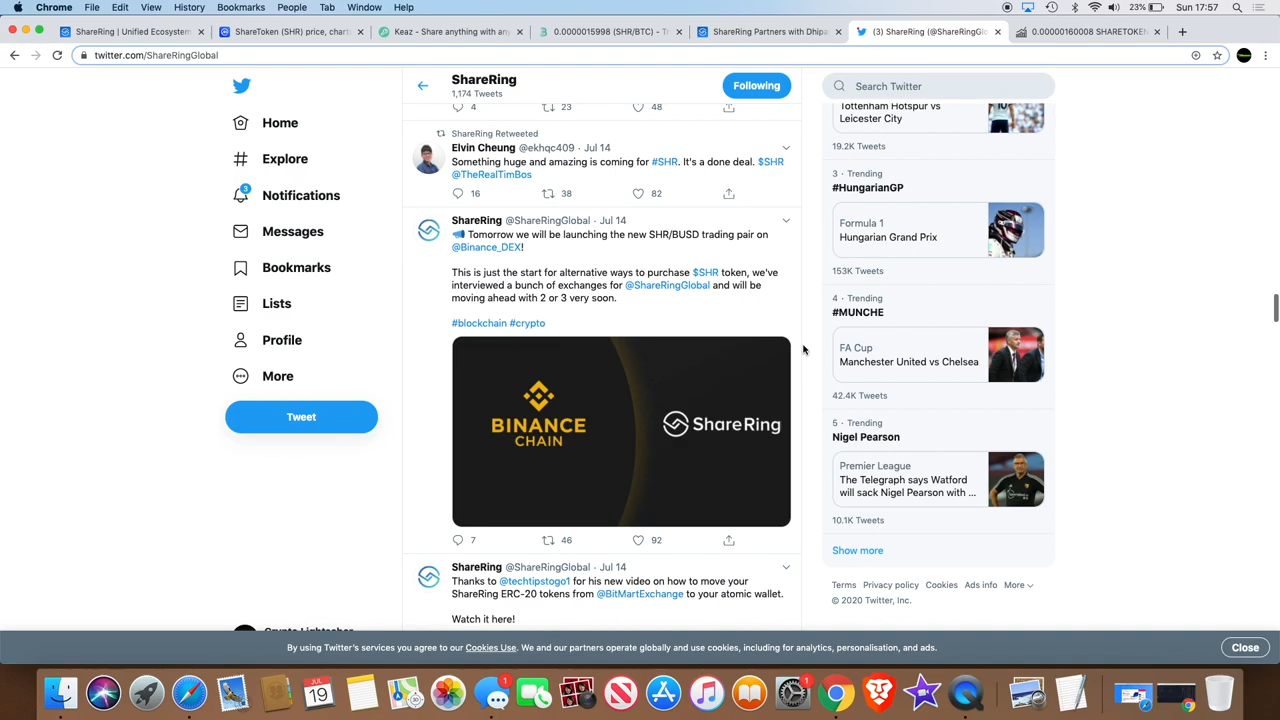 Chrome File Edit View History Bookmarks People Tab Window Help 23% Sun 17:57
ShareRing | Unified Ecosystem ShareToken (SHR) price, chart Keaz - Share anything with any 0.0000015998 (SHR/BTC) - T ShareRing Partners with Dhipa (3) ShareRing (@ShareRingGlo 0.00000160008 SHARETOKEN
twitter.com/ShareRingGlobal
Home
Explore
3
Notifications
Messages
Bookmarks
Lists
Profile
More
Tweet
ShareRing
1,174 Tweets
Following
4 23 48
ShareRing Retweeted
Elvin Cheung @ekhqc409 · Jul 14
Something huge and amazing is coming for #SHR. It's a done deal. $SHR
@TheRealTimBos
16 38 82
ShareRing @ShareRingGlobal · Jul 14
Tomorrow we will be launching the new SHR/BUSD trading pair on
@Binance_DEX!
This is just the start for alternative ways to purchase $SHR token, we've
interviewed a bunch of exchanges for @ShareRingGlobal and will be
moving ahead with 2 or 3 very soon.
#blockchain #crypto
BINANCE
CHAIN
ShareRing
7 46 92
ShareRing @ShareRingGlobal · Jul 14
Thanks to @techtipstogo1 for his new video on how to move your
ShareRing ERC-20 tokens from @BitMartExchange to your atomic wallet.
Watch it here!
Search Twitter
Tottenham Hotspur vs
Leicester City
19.2K Tweets
3 · Trending
#HungarianGP
Formula 1
Hungarian Grand Prix
153K Tweets
4 · Trending
#MUNCHE
FA Cup
Manchester United vs Chelsea
42.4K Tweets
5 · Trending
Nigel Pearson
Premier League
The Telegraph says Watford
will sack Nigel Pearson with ...
10.1K Tweets
Show more
Terms Privacy policy Cookies Ads info More
© 2020 Twitter, Inc.
By using Twitter's services you agree to our Cookies Use. We and our partners operate globally and use cookies, including for analytics, personalisation, and ads.
Close
JUL
19
1
1